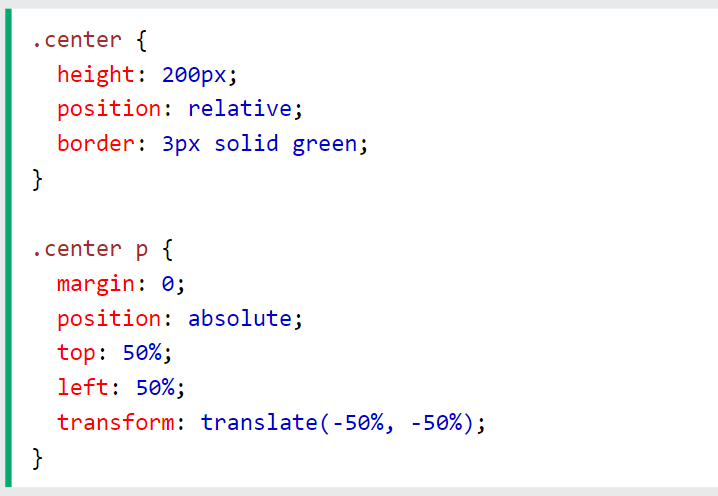 .center {
  height: 200px;
  position: relative;
  border: 3px solid green;
}

.center p {
  margin: 0;
  position: absolute;
  top: 50%;
  left: 50%;
  transform: translate(-50%, -50%);
}